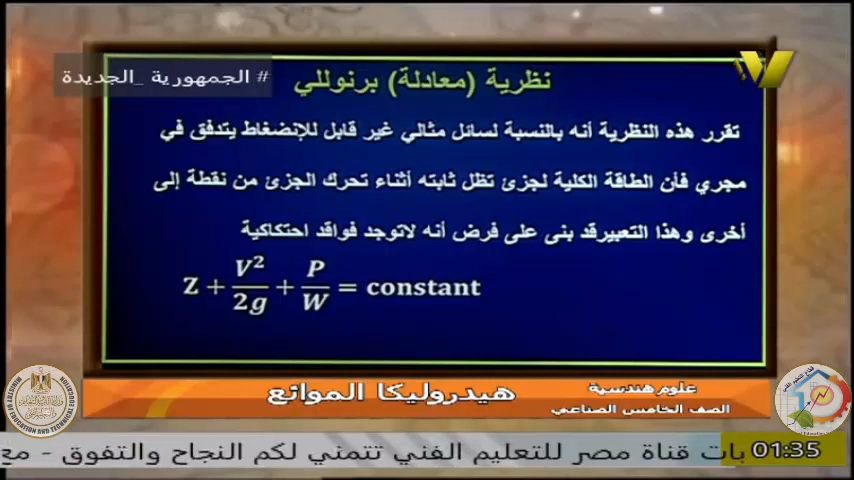 # الجمهورية _الجديدة
نظرية (معادلة) برنوللي
تقرر هذه النظرية أنه بالنسبة لسائل مثالي غير قابل للإنضغاط يتدفق في
مجري فأن الطاقة الكلية لجزئ تظل ثابته أثناء تحرك الجزئ من نقطة إلى
أخرى وهذا التعبيرقد بنى على فرض أنه لاتوجد فواقد احتكاكية
Z + V²/2g + P/W = constant
علوم هندسية
هيدروليكا الموائع
الصف الخامس الصناعي
بات قناة مصر للتعليم الفني تتمني لكم النجاح والتفوق - مع
01:35